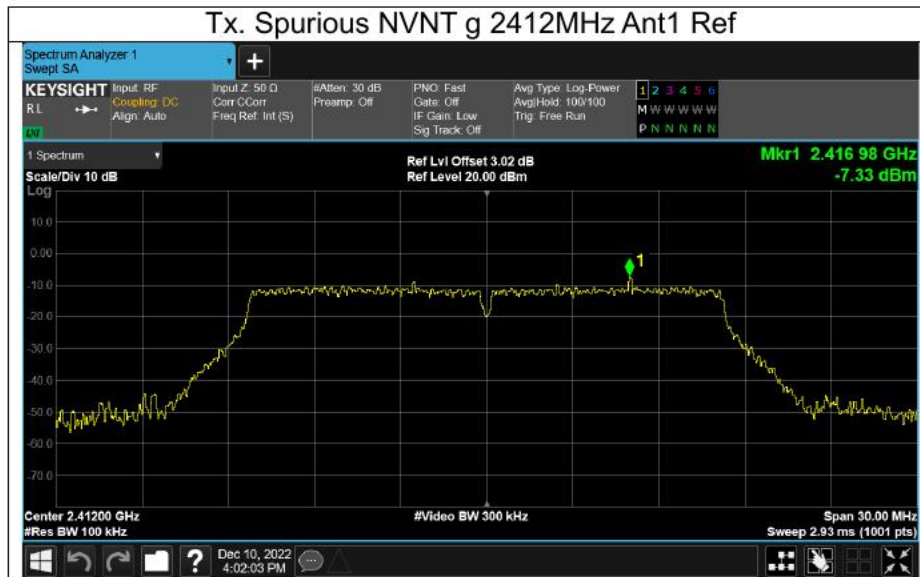 Tx. Spurious NVNT g 2412MHz Ant1 Ref
Spectrum Analyzer 1
Swept SA
KEYSIGHT
RL
LXI
Input: RF
Coupling: DC
Align: Auto
Input Z: 50 Ω
Corr CCorr
Freq Ref: Int (S)
#Atten: 30 dB
Preamp: Off
PNO: Fast
Gate: Off
IF Gain: Low
Sig Track: Off
Avg Type: Log-Power
Avg|Hold: 100/100
Trig: Free Run
1 2 3 4 5 6
M W W W W W
P N N N N N
1 Spectrum
Scale/Div 10 dB
Ref Lvl Offset 3.02 dB
Ref Level 20.00 dBm
Mkr1 2.416 98 GHz
-7.33 dBm
Log
10.0
0.00
-10.0
-20.0
-30.0
-40.0
-50.0
-60.0
-70.0
1
Center 2.41200 GHz
#Res BW 100 kHz
#Video BW 300 kHz
Span 30.00 MHz
Sweep 2.93 ms (1001 pts)
?
Dec 10, 2022
4:02:03 PM